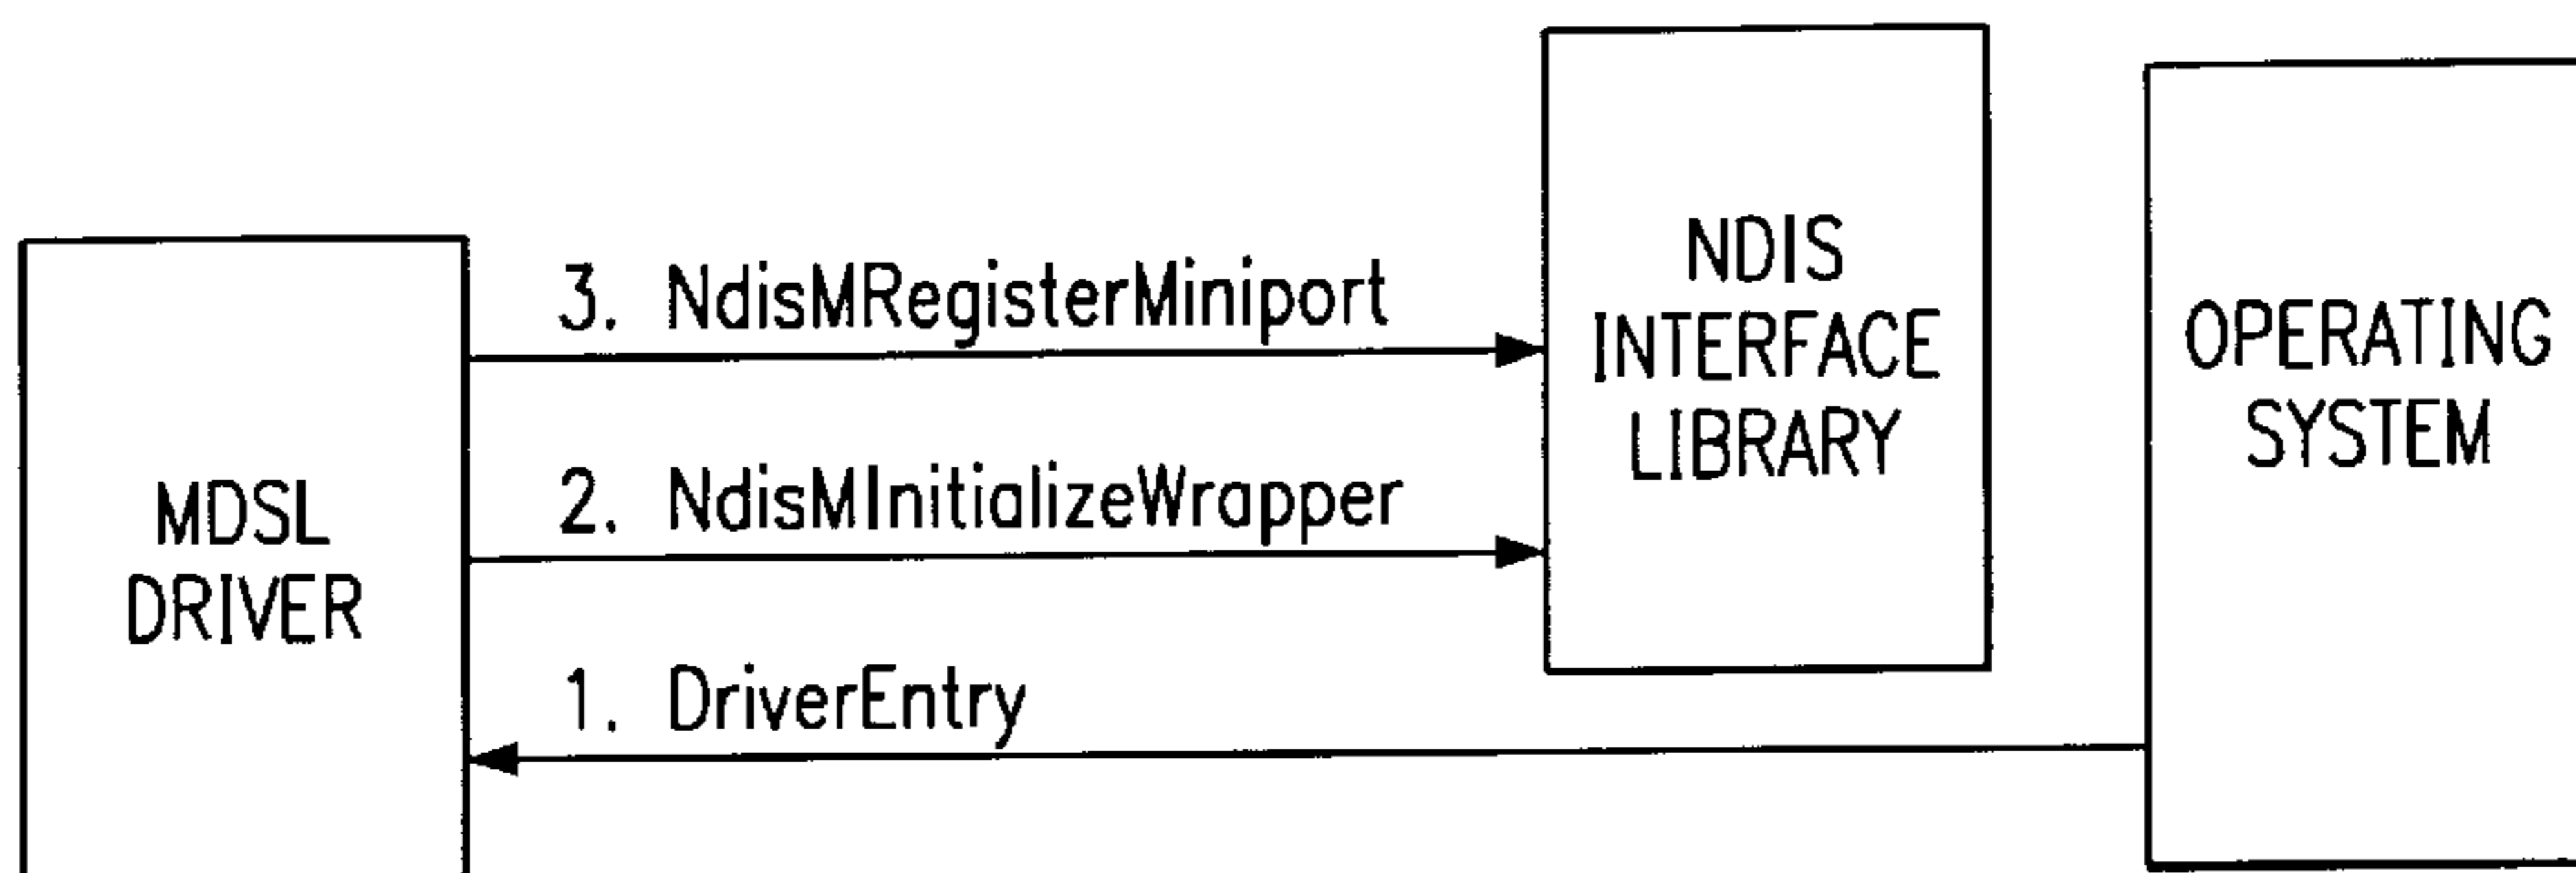 NDIS
INTERFACE
LIBRARY
OPERATING
SYSTEM
3. NdisMRegisterMiniport
2. NdisMInitializeWrapper
MDSL
DRIVER
1. DriverEntry